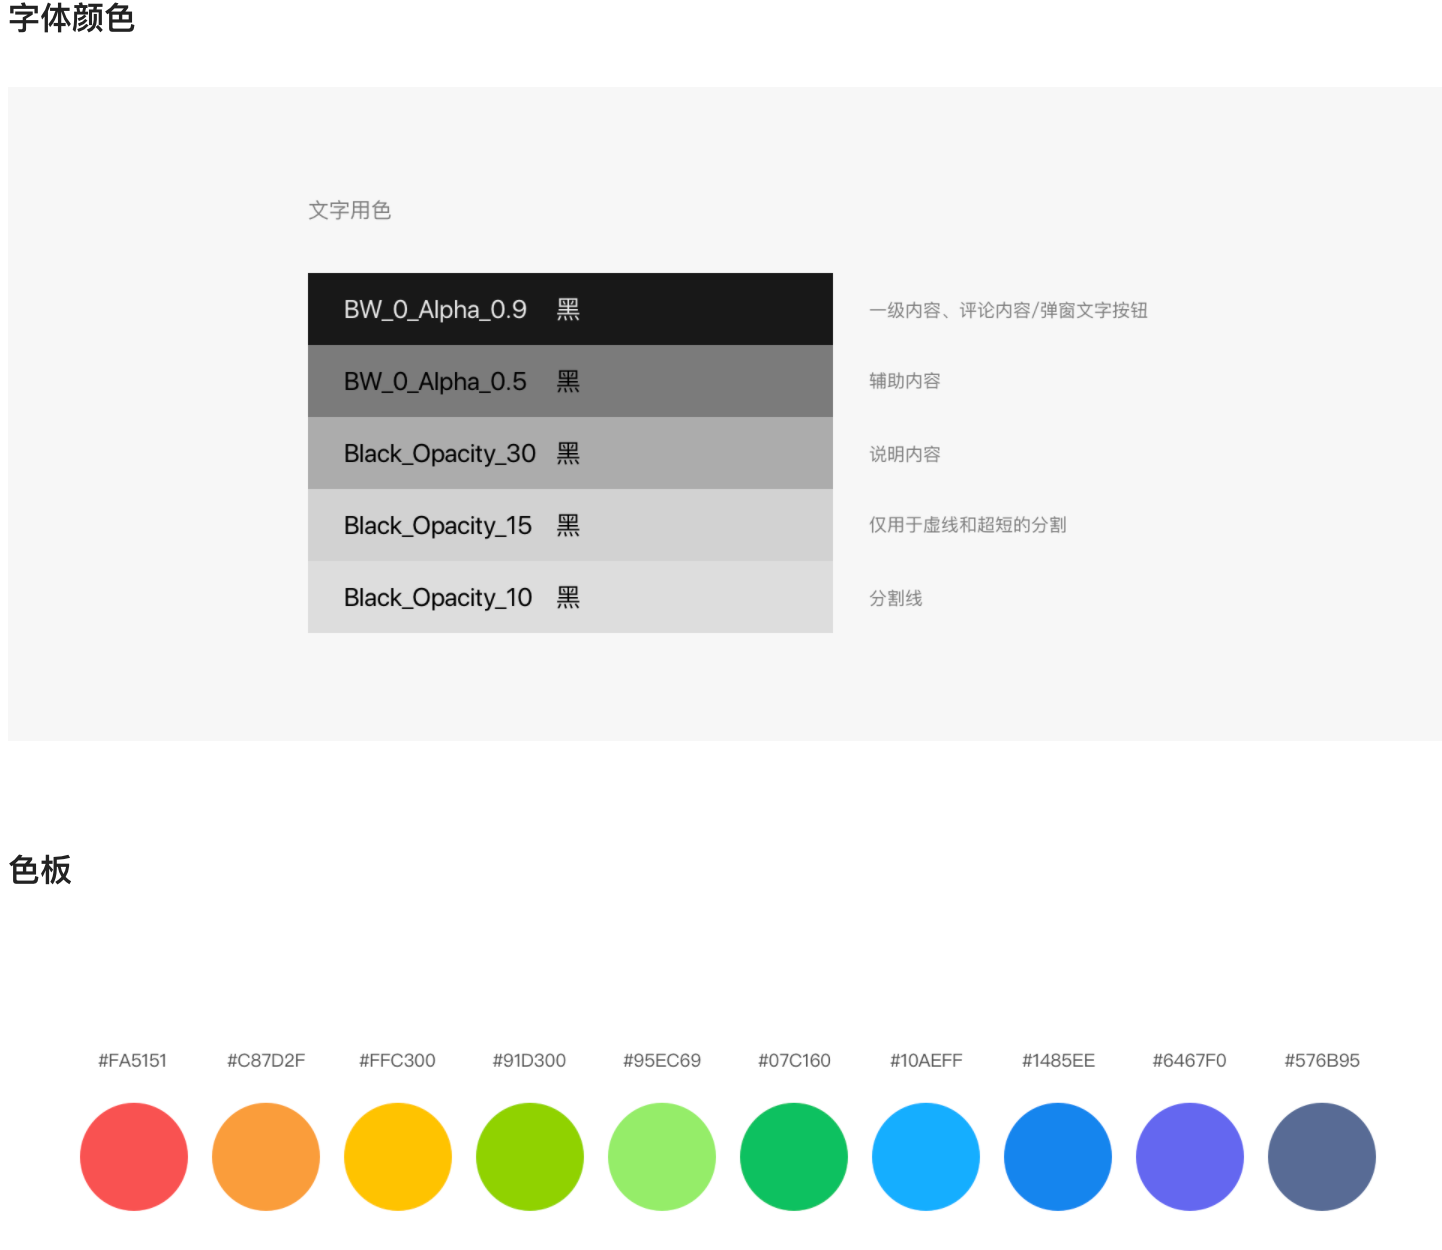 字体颜色
文字用色
BW_0_Alpha_0.9 黑 一级内容、评论内容/弹窗文字按钮
BW_0_Alpha_0.5 黑 辅助内容
Black_Opacity_30 黑 说明内容
Black_Opacity_15 黑 仅用于虚线和超短的分割
Black_Opacity_10 黑 分割线
色板
#FA5151 #C87D2F #FFC300 #91D300 #95EC69 #07C160 #10AEFF #1485EE #6467F0 #576B95